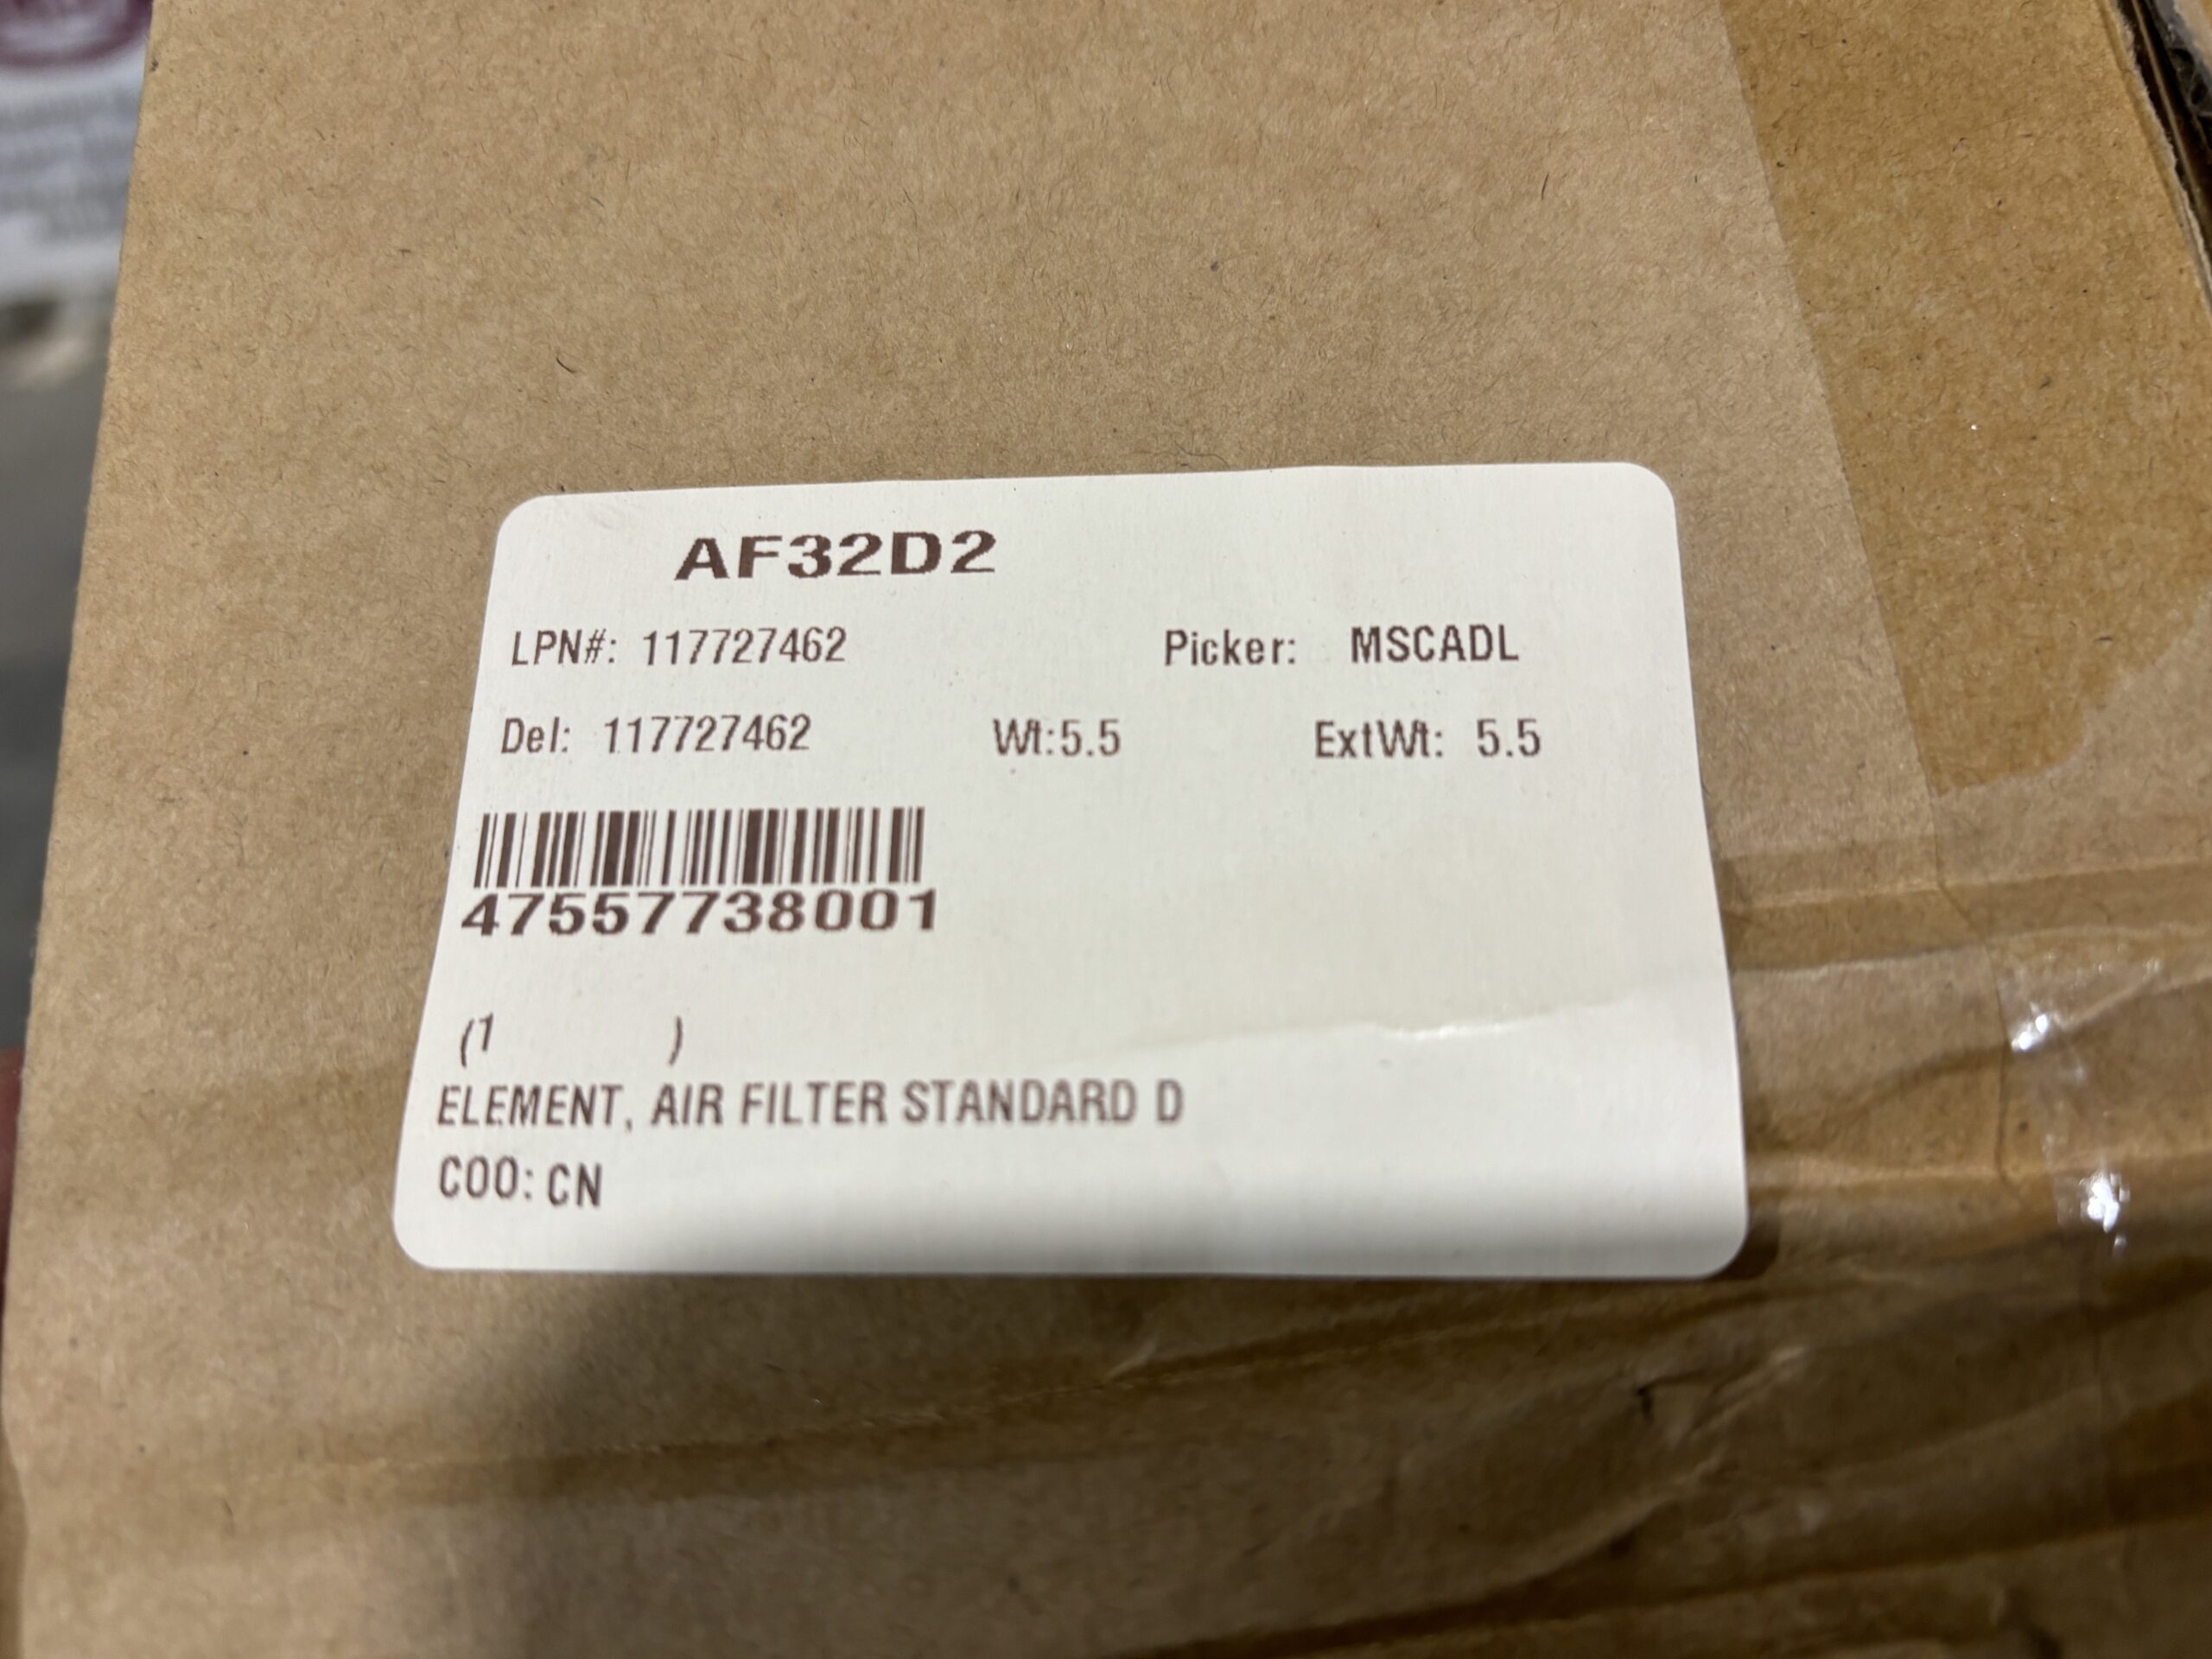 AF32D2
LPN#: 117727462 Picker: MSCADL
Del: 117727462 Wt:5.5 ExtWt: 5.5
47557738001
(1 )
ELEMENT, AIR FILTER STANDARD D
COO: CN